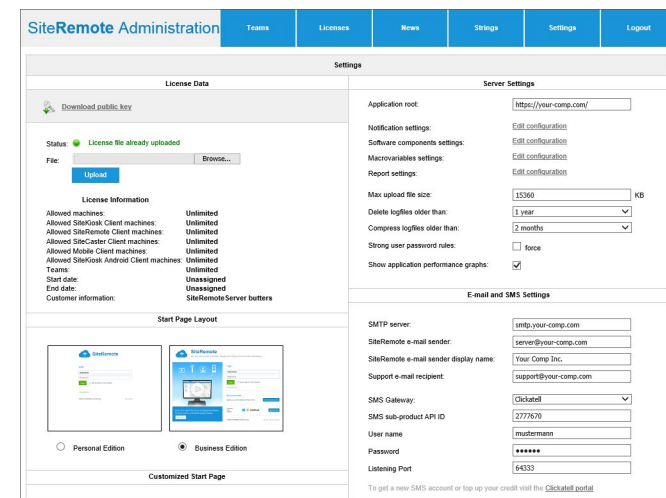 SiteRemote Administration
Teams
Licenses
News
Strings
Settings
Logout
Settings
License Data
Download public key
Status: License file already uploaded
File: Browse...
Upload
License Information
Allowed machines: Unlimited
Allowed SiteKiosk Client machines: Unlimited
Allowed SiteRemote Client machines: Unlimited
Allowed SiteCaster Client machines: Unlimited
Allowed Mobile Client machines: Unlimited
Allowed SiteKiosk Android Client machines: Unlimited
Teams: Unlimited
Start date: Unassigned
End date: Unassigned
Customer information: SiteRemoteServer butters
Start Page Layout
SiteRemote
SiteRemote
Personal Edition
Business Edition
Customized Start Page
Server Settings
Application root: https://your-comp.com/
Notification settings: Edit configuration
Software components settings: Edit configuration
Macrovariables settings: Edit configuration
Report settings: Edit configuration
Max upload file size: 15360 KB
Delete logfiles older than: 1 year
Compress logfiles older than: 2 months
Strong user password rules: force
Show application performance graphs:
E-mail and SMS Settings
SMTP server: smtp.your-comp.com
SiteRemote e-mail sender: server@your-comp.com
SiteRemote e-mail sender display name: Your Comp Inc.
Support e-mail recipient: support@your-comp.com
SMS Gateway: Clickatell
SMS sub-product API ID 2777670
User name mustermann
Password ••••••
Listening Port 64333
To get a new SMS account or top up your credit visit the Clickatell portal